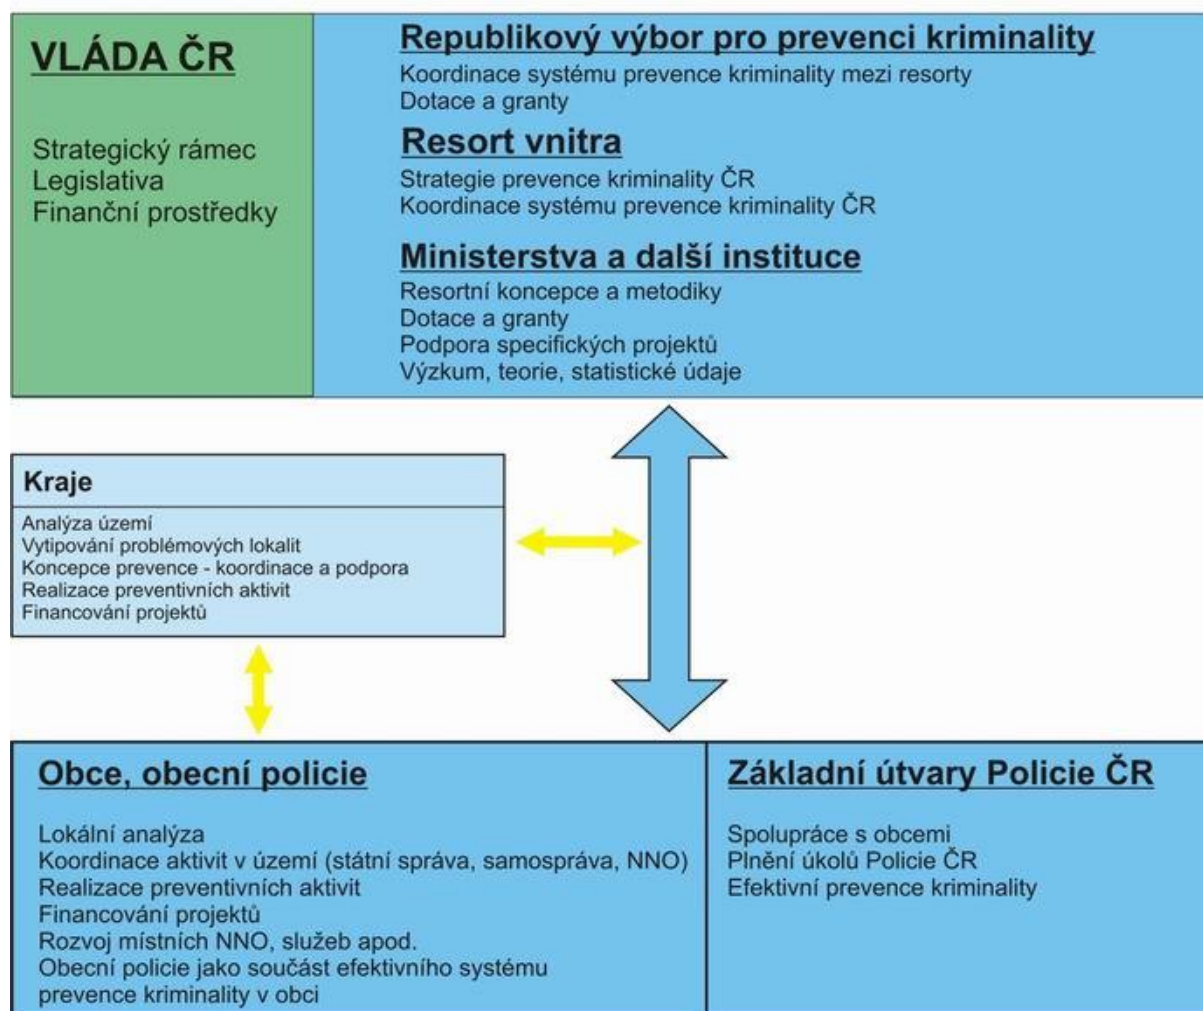 VLÁDA ČR
Strategický rámec
Legislativa
Finanční prostředky
Republikový výbor pro prevenci kriminality
Koordinace systému prevence kriminality mezi resorty
Dotace a granty
Resort vnitra
Strategie prevence kriminality ČR
Koordinace systému prevence kriminality ČR
Ministerstva a další instituce
Resortní koncepce a metodiky
Dotace a granty
Podpora specifických projektů
Výzkum, teorie, statistické údaje
Kraje
Analýza území
Vytipování problémových lokalit
Koncepce prevence - koordinace a podpora
Realizace preventivních aktivit
Financování projektů
Obce, obecní policie
Lokální analýza
Koordinace aktivit v území (státní správa, samospráva, NNO)
Realizace preventivních aktivit
Financování projektů
Rozvoj místních NNO, služeb apod.
Obecní policie jako součást efektivního systému
prevence kriminality v obci
Základní útvary Policie ČR
Spolupráce s obcemi
Plnění úkolů Policie ČR
Efektivní prevence kriminality